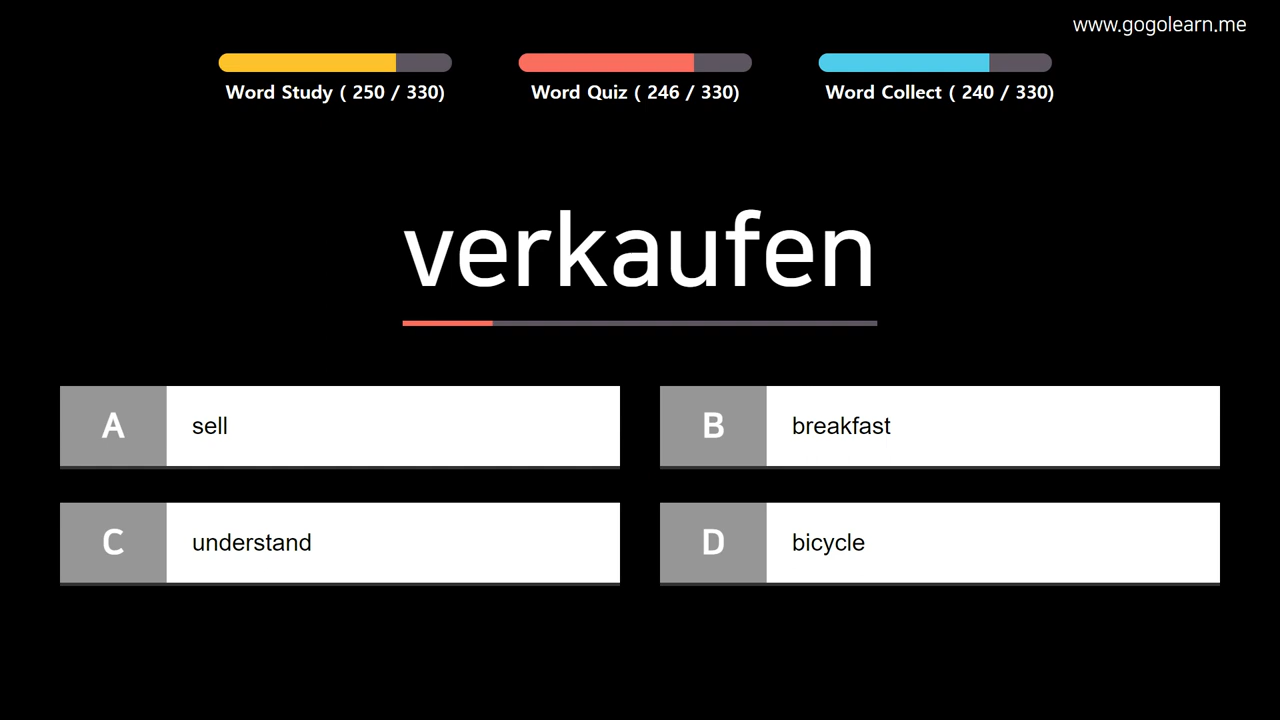 www.gogolearn.me
Word Study ( 250 / 330)
Word Quiz ( 246 / 330)
Word Collect ( 240 / 330)
verkaufen
A sell
B breakfast
C understand
D bicycle